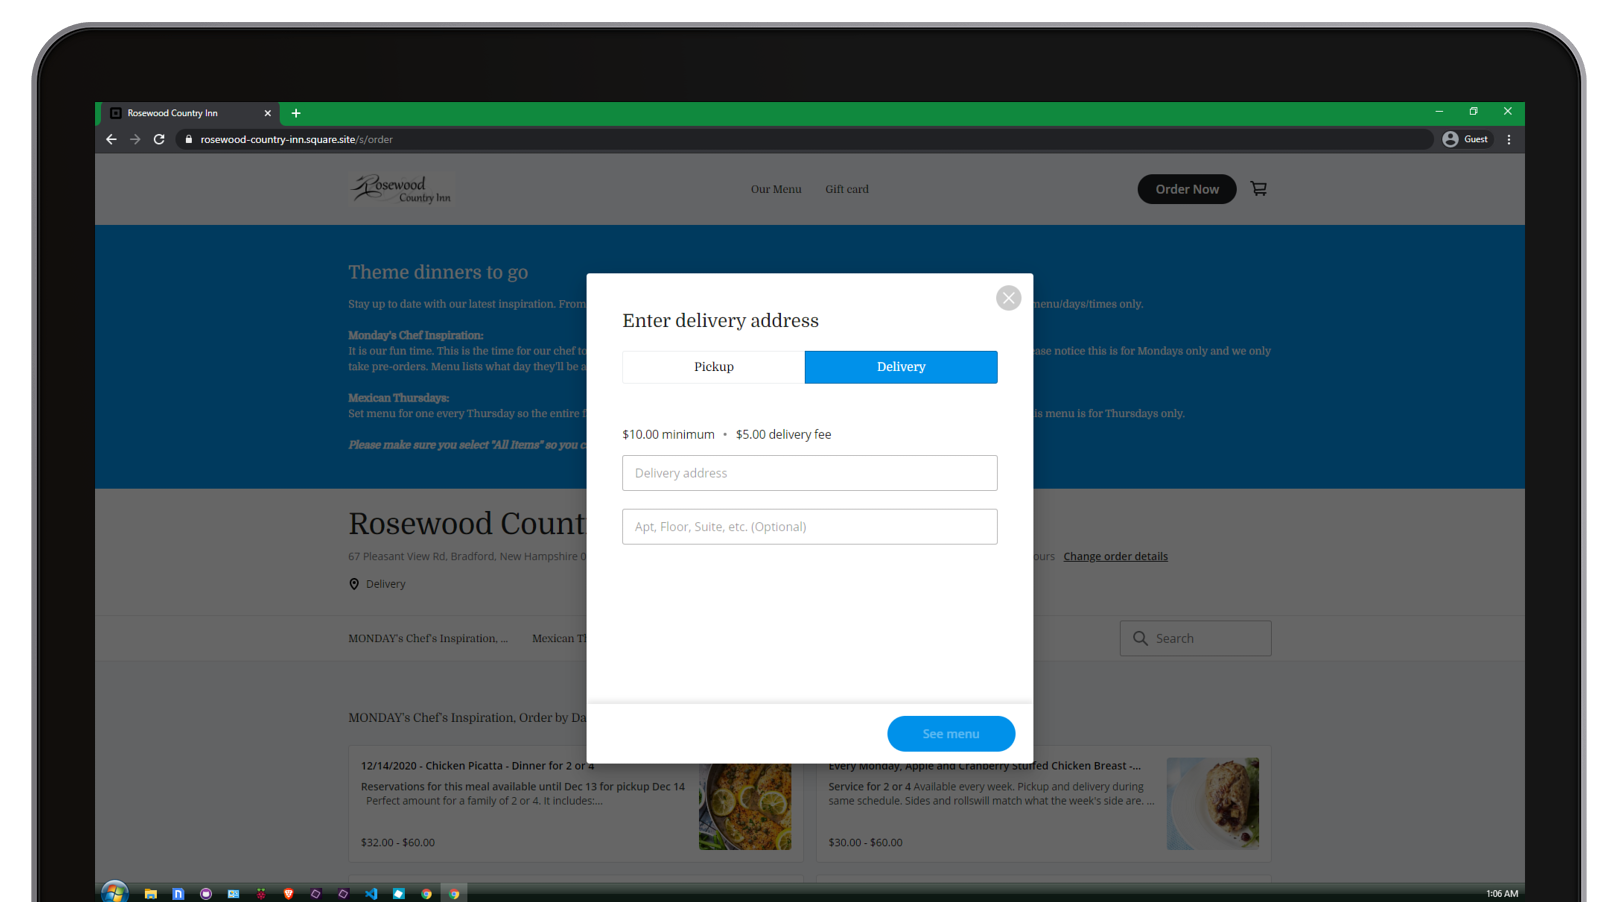 Rosewood Country Inn
rosewood-country-inn.square.site/s/order
Guest
Rosewood
Country Inn
Our Menu
Gift card
Order Now
Theme dinners to go
Stay up to date with our latest inspiration. From
menu/days/times only.
Monday's Chef Inspiration:
It is our fun time. This is the time for our chef to
notice this is for Mondays only and we only
take pre-orders. Menu lists what day they'll be a
Mexican Thursdays:
Set menu for one every Thursday so the entire f
is menu is for Thursdays only.
Please make sure you select "All Items" so you c
Enter delivery address
Pickup
Delivery
$10.00 minimum • $5.00 delivery fee
Delivery address
Apt, Floor, Suite, etc. (Optional)
See menu
Rosewood Count
67 Pleasant View Rd, Bradford, New Hampshire 0
ours Change order details
Delivery
MONDAY's Chef's Inspiration, ...
Mexican Th
Search
MONDAY's Chef's Inspiration, Order by Da
12/14/2020 - Chicken Picatta - Dinner for 2 or 4
Reservations for this meal available until Dec 13 for pickup Dec 14
Perfect amount for a family of 2 or 4. It includes:...
$32.00 - $60.00
Every Monday, Apple and Cranberry Stuffed Chicken Breast -...
Service for 2 or 4 Available every week. Pickup and delivery during
same schedule. Sides and rollswill match what the week's side are. ...
$30.00 - $60.00
1:06 AM